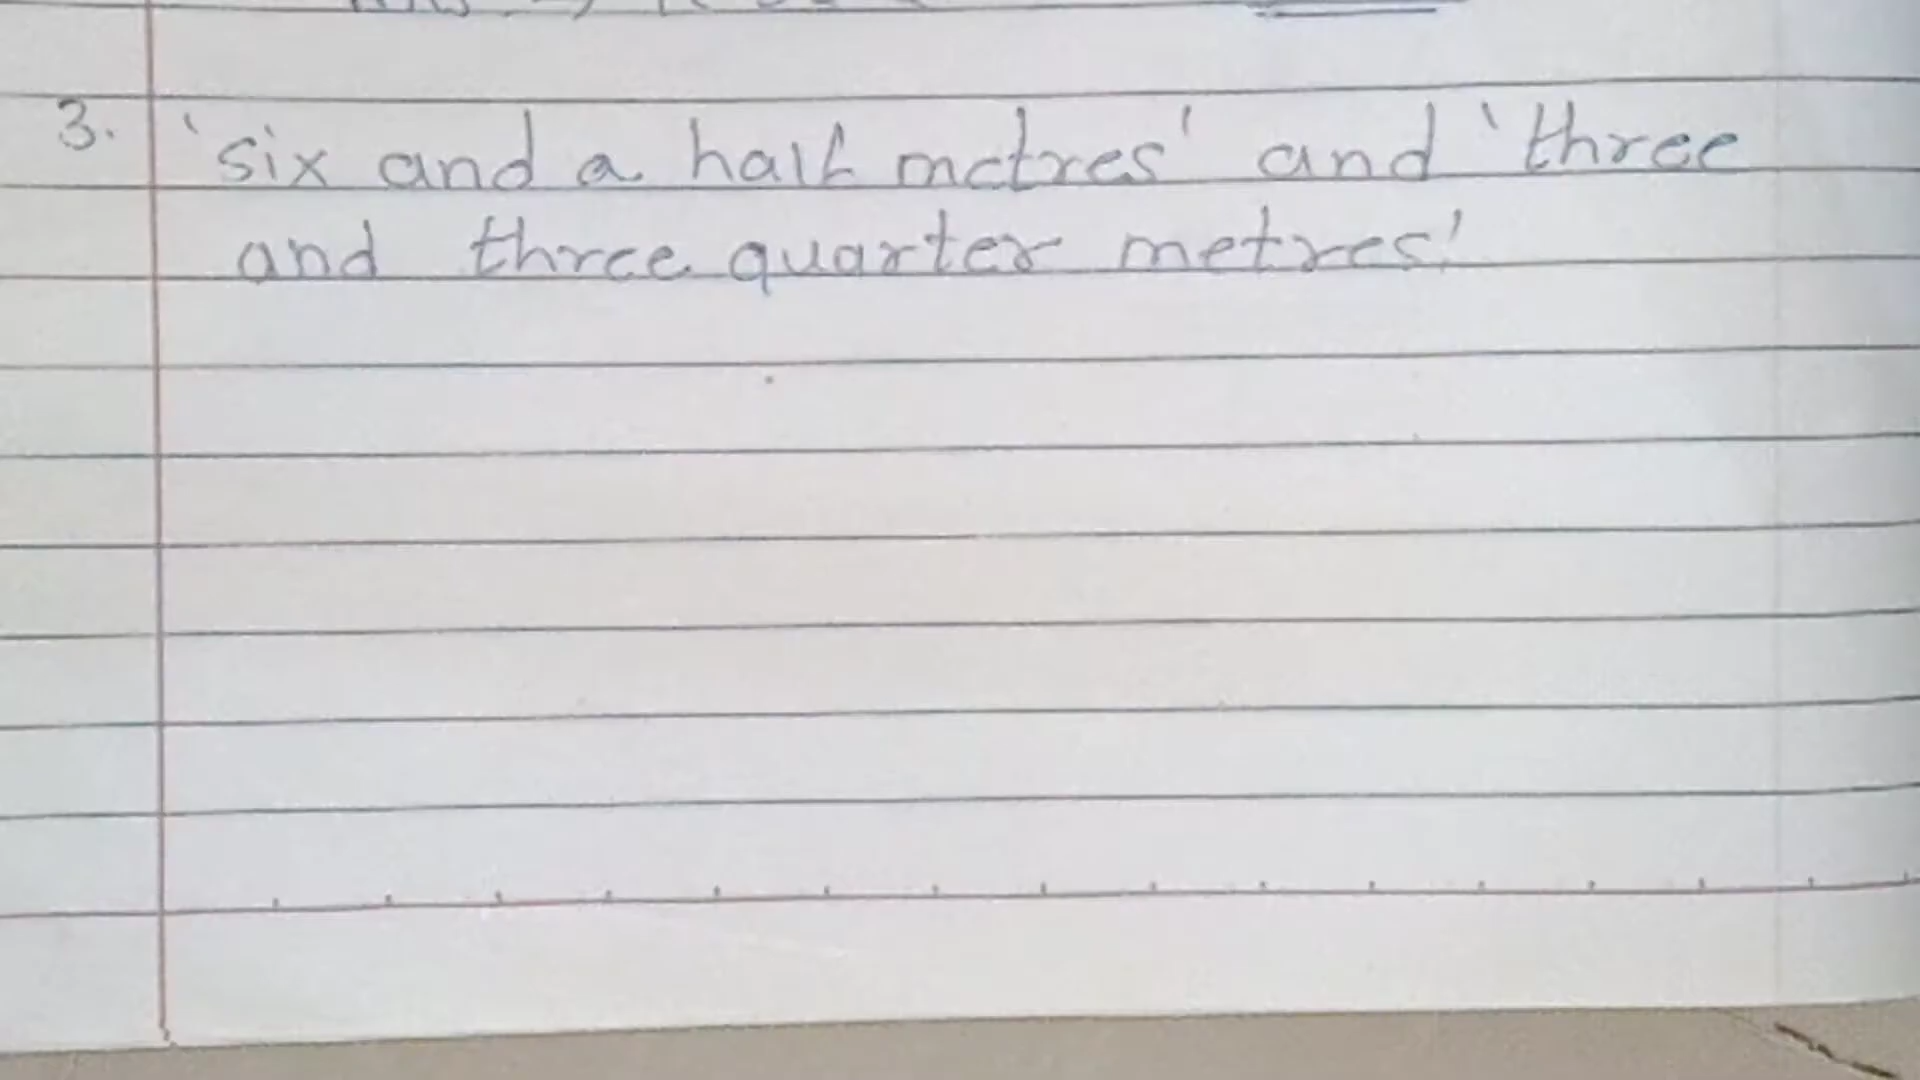 3. 'six and a half metres' and 'three
and three quarter metres'